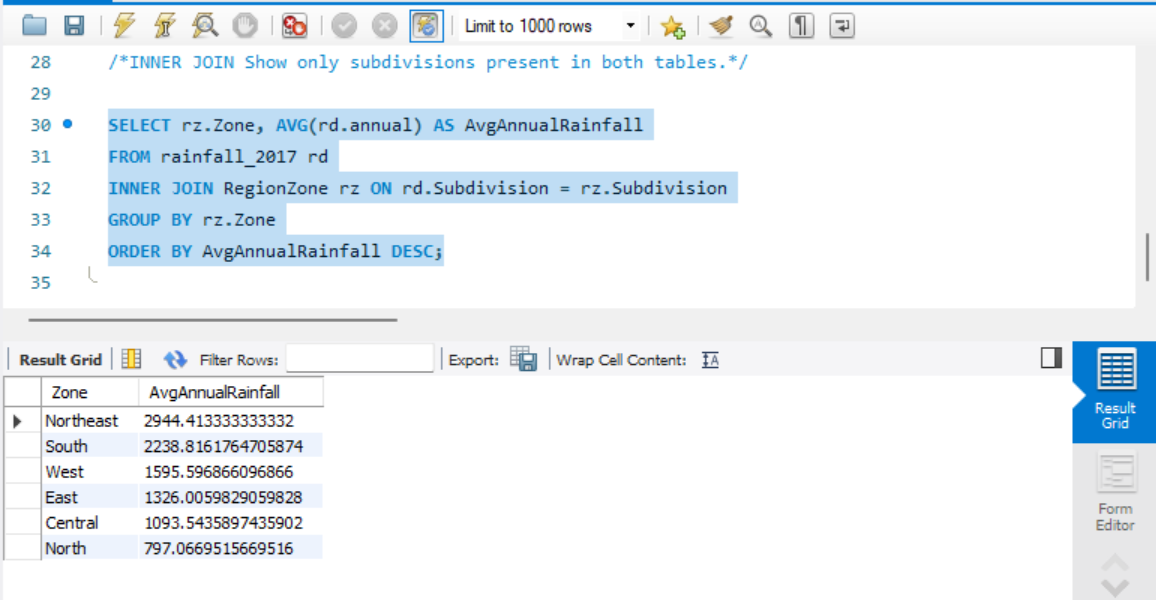 Limit to 1000 rows
28 /*INNER JOIN Show only subdivisions present in both tables.*/
29
30 SELECT rz.Zone, AVG(rd.annual) AS AvgAnnualRainfall
31 FROM rainfall_2017 rd
32 INNER JOIN RegionZone rz ON rd.Subdivision = rz.Subdivision
33 GROUP BY rz.Zone
34 ORDER BY AvgAnnualRainfall DESC;
35
Result Grid Filter Rows: Export: Wrap Cell Content: IA
Zone AvgAnnualRainfall
Northeast 2944.413333333332
South 2238.8161764705874
West 1595.596866096866
East 1326.0059829059828
Central 1093.5435897435902
North 797.0669515669516
Result
Grid
Form
Editor